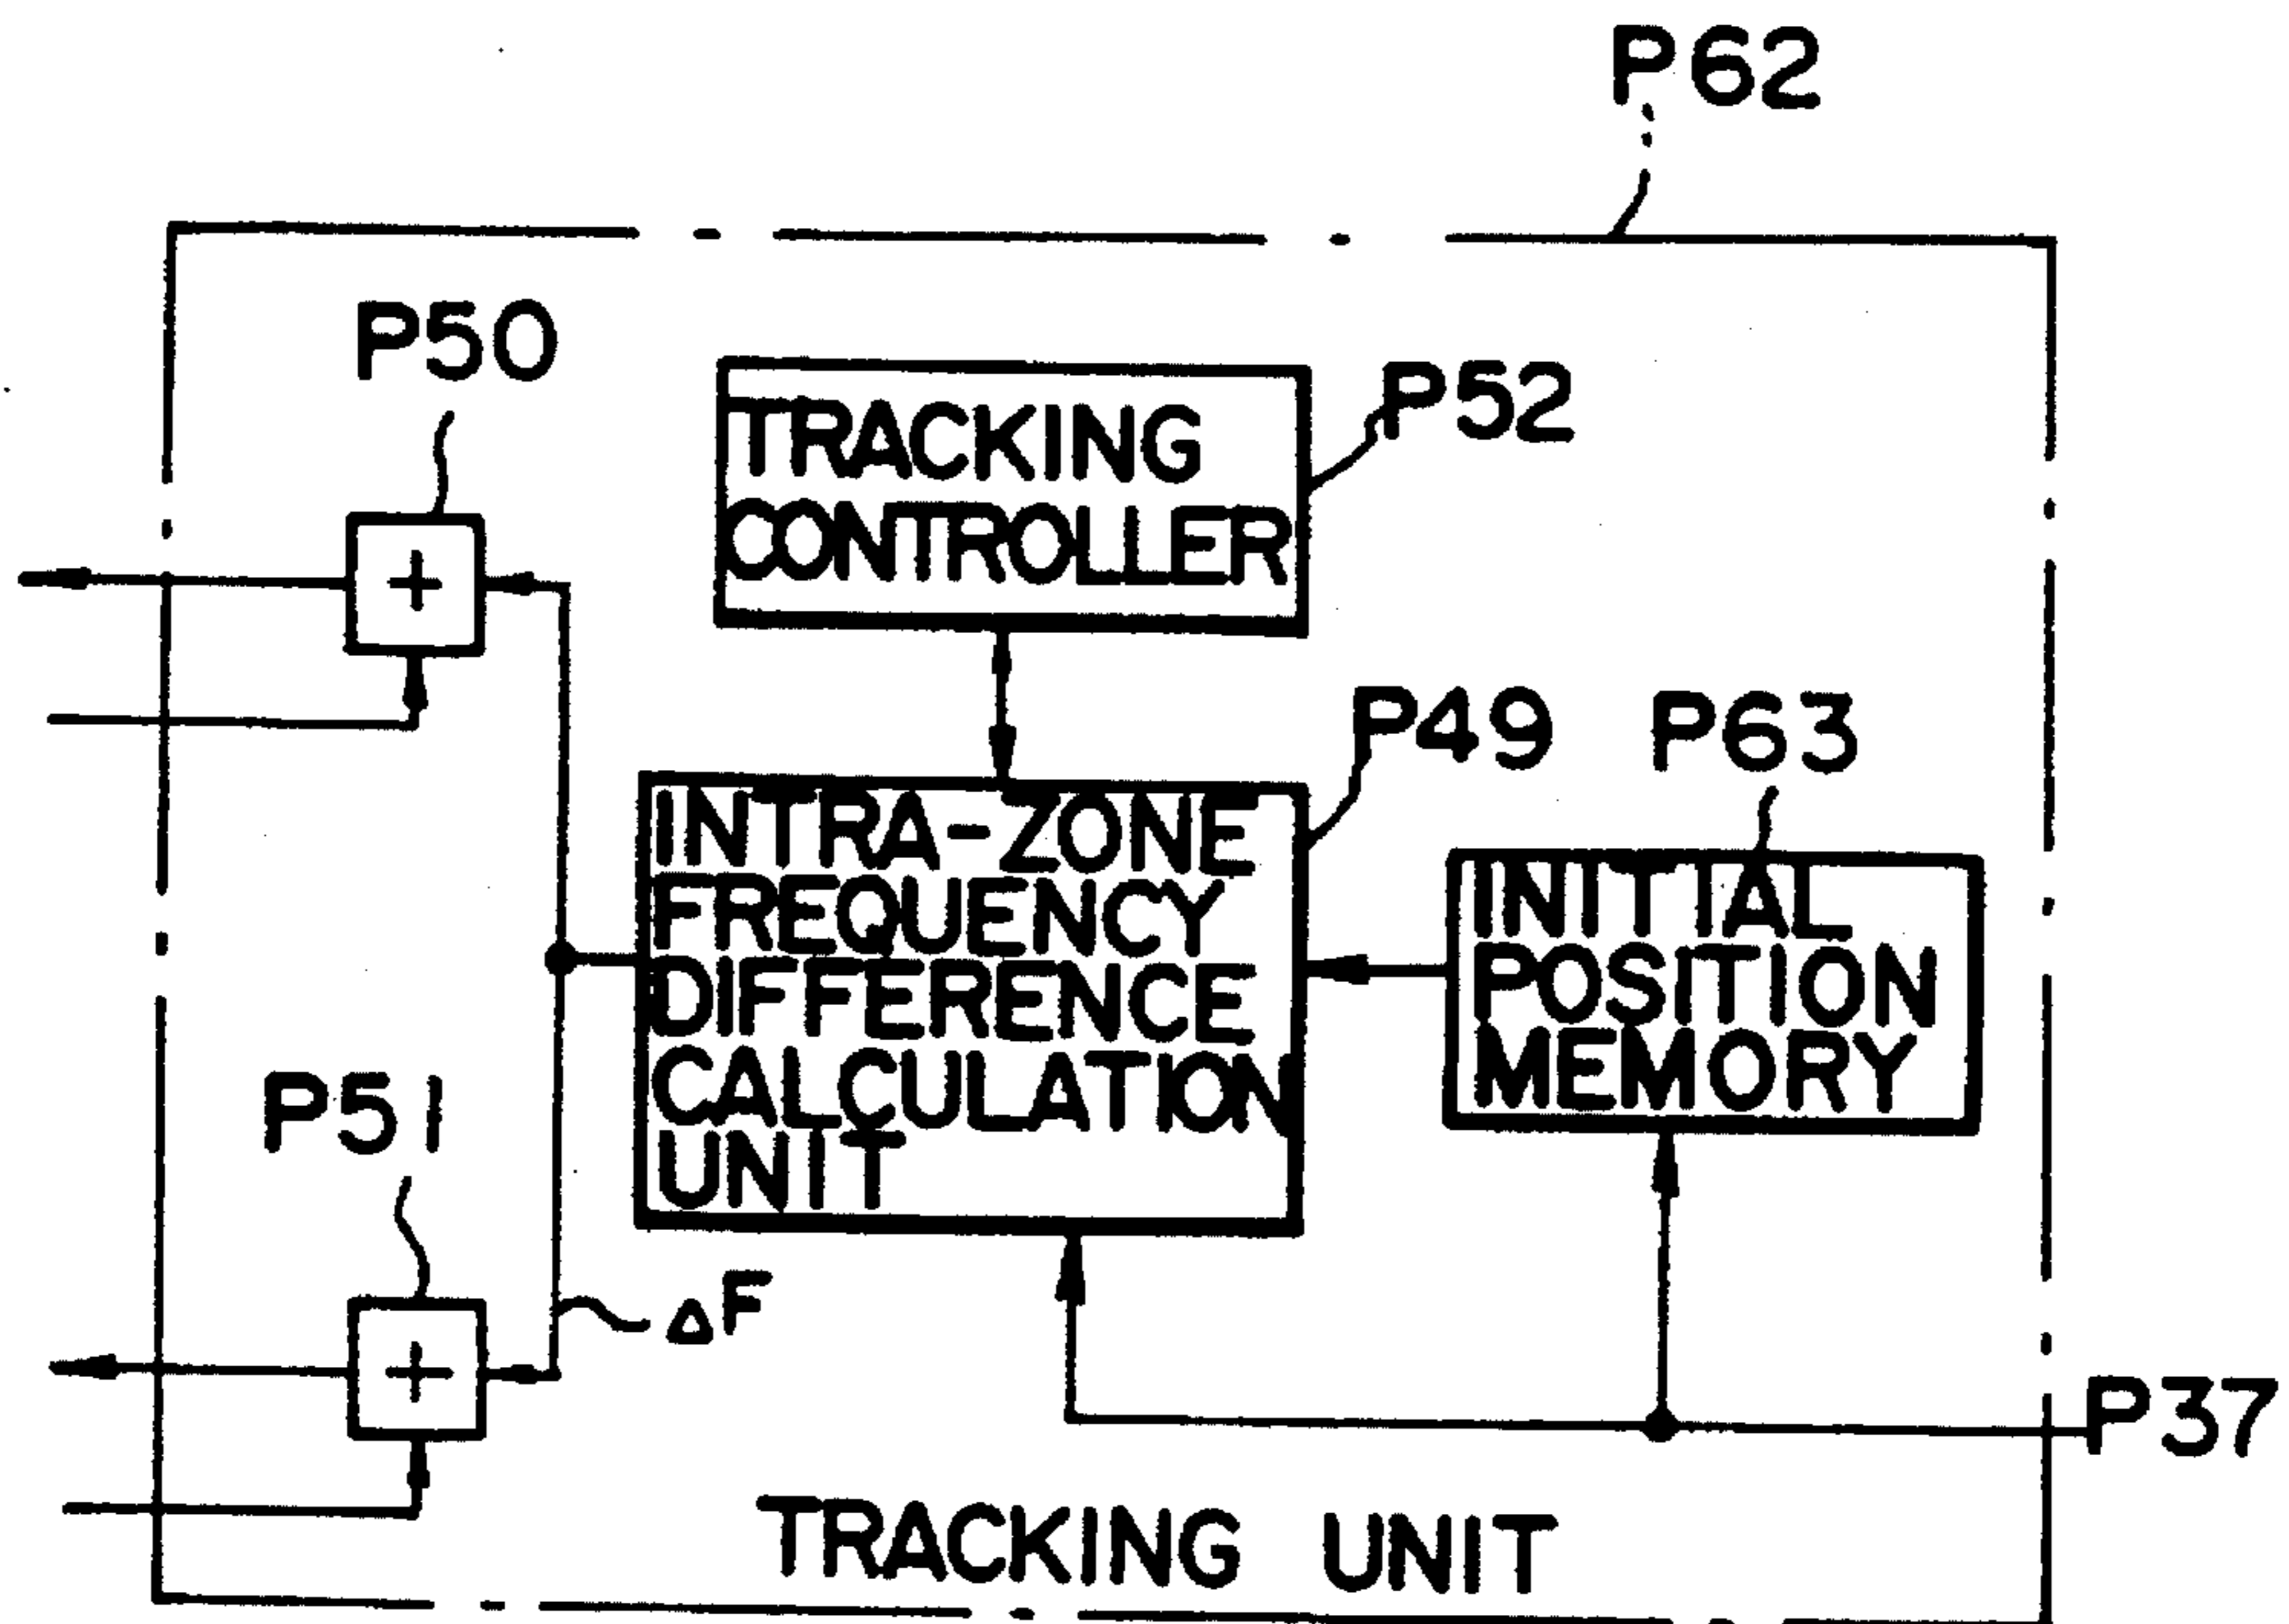 P62
P50
TRACKING
CONTROLLER
P52
+
P49
P63
INTRA-ZONE
FREQUENCY
DIFFERENCE
CALCULATION
UNIT
INITIAL
POSITION
MEMORY
P51
ΔF
+
P37
TRACKING UNIT